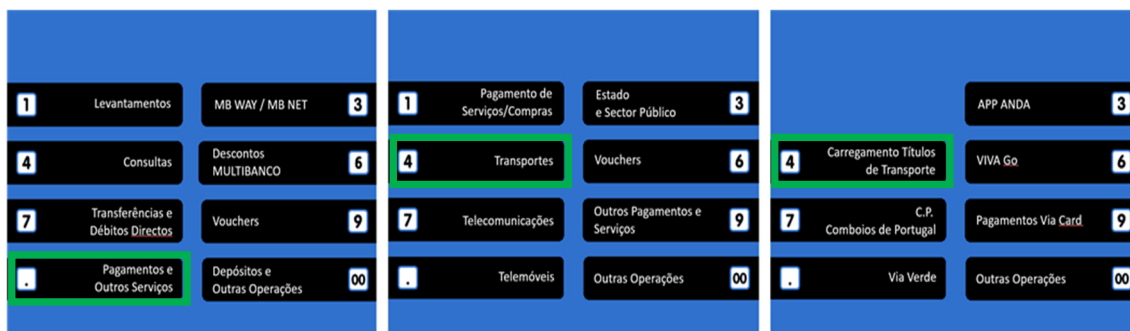 1
Levantamentos
MB WAY / MB NET
3
4
Consultas
Descontos
MULTIBANCO
6
7
Transferências e
Débitos Directos
Vouchers
9
.
Pagamentos e
Outros Serviços
Depósitos e
Outras Operações
00
1
Pagamento de
Serviços/Compras
Estado
e Sector Público
3
4
Transportes
Vouchers
6
7
Telecomunicações
Outros Pagamentos e
Serviços
9
.
Telemóveis
Outras Operações
00
APP ANDA
3
4
Carregamento Títulos
de Transporte
VIVA Go
6
7
C.P.
Comboios de Portugal
Pagamentos Via Card
9
.
Via Verde
Outras Operações
00